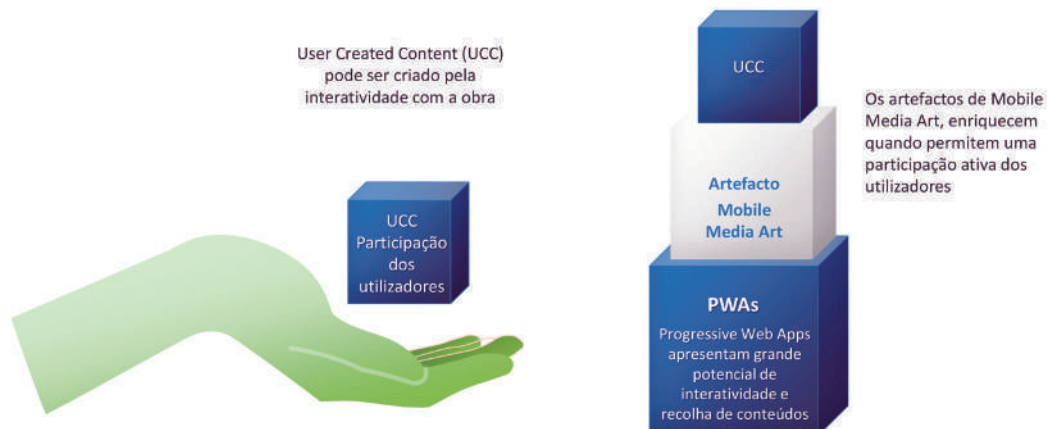 User Created Content (UCC)
pode ser criado pela
interatividade com a obra
UCC
Participação
dos
utilizadores
UCC
Artefacto
Mobile
Media Art
PWAs
Progressive Web Apps
apresentam grande
potencial de
interatividade e
recolha de conteúdos
Os artefactos de Mobile
Media Art, enriquecem
quando permitem uma
participação ativa dos
utilizadores